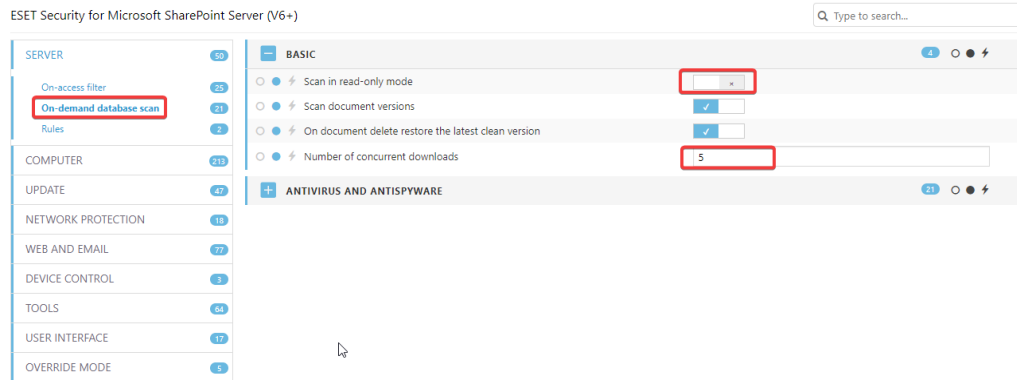 ESET Security for Microsoft SharePoint Server (V6+)
Type to search...
SERVER 50
On-access filter 25
On-demand database scan 21
Rules 2
COMPUTER 213
UPDATE 47
NETWORK PROTECTION 18
WEB AND EMAIL 77
DEVICE CONTROL 3
TOOLS 64
USER INTERFACE 17
OVERRIDE MODE 5
BASIC 4
Scan in read-only mode
Scan document versions
On document delete restore the latest clean version
Number of concurrent downloads 5
ANTIVIRUS AND ANTISPYWARE 21